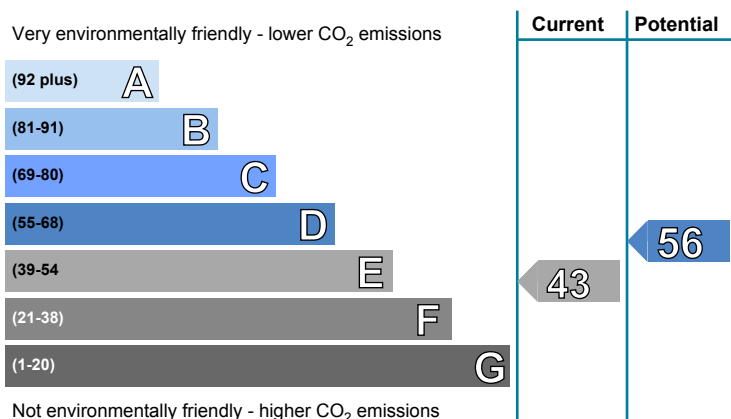 Very environmentally friendly - lower CO2 emissions
Current
Potential
(92 plus) A
(81-91) B
(69-80) C
(55-68) D
(39-54 E
(21-38) F
(1-20) G
43
56
Not environmentally friendly - higher CO2 emissions